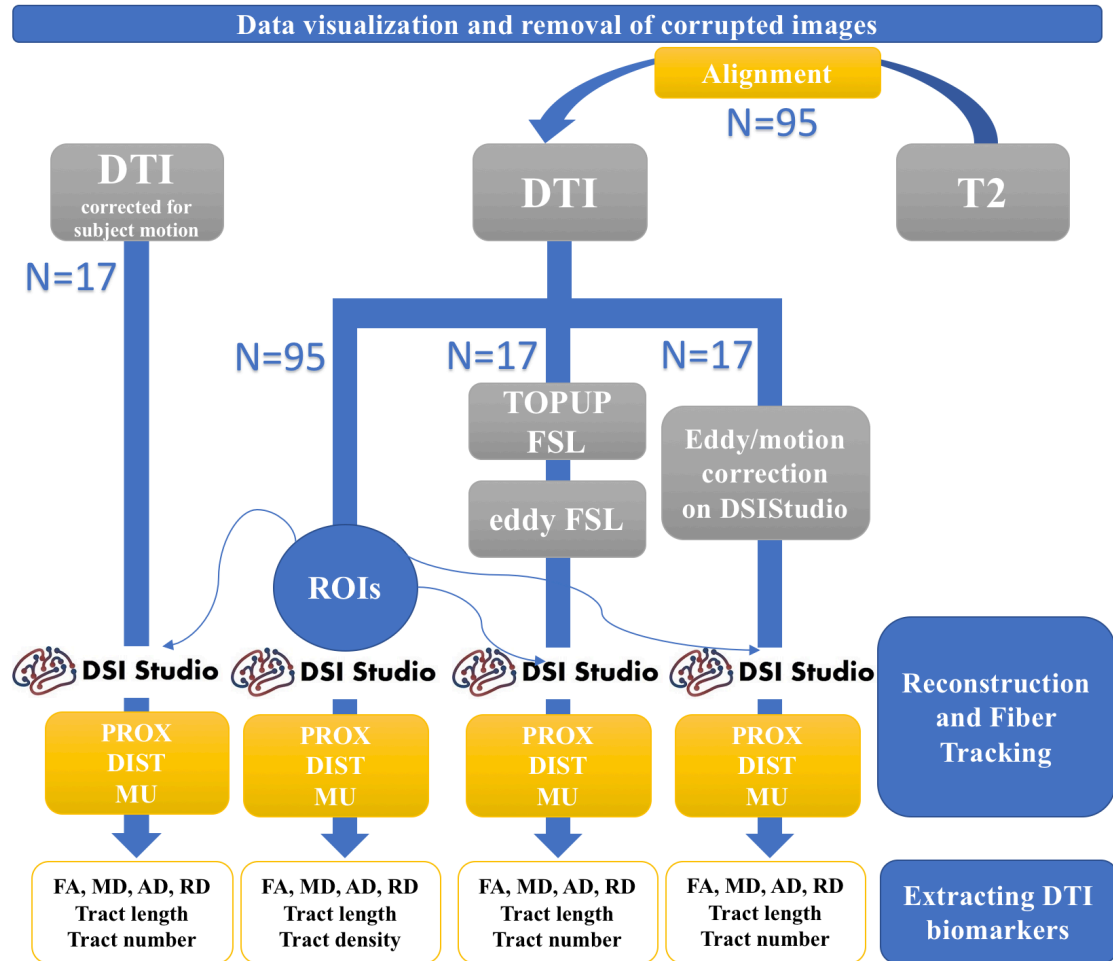 Data visualization and removal of corrupted images
Alignment
N=95
DTI
corrected for
subject motion
DTI
T2
N=17
N=95
N=17
N=17
TOPUP
FSL
eddy FSL
Eddy/motion
correction
on DSIStudio
ROIs
DSI Studio
DSI Studio
DSI Studio
DSI Studio
Reconstruction
and Fiber
Tracking
PROX
DIST
MU
PROX
DIST
MU
PROX
DIST
MU
PROX
DIST
MU
FA, MD, AD, RD
Tract length
Tract number
FA, MD, AD, RD
Tract length
Tract density
FA, MD, AD, RD
Tract length
Tract number
FA, MD, AD, RD
Tract length
Tract number
Extracting DTI
biomarkers